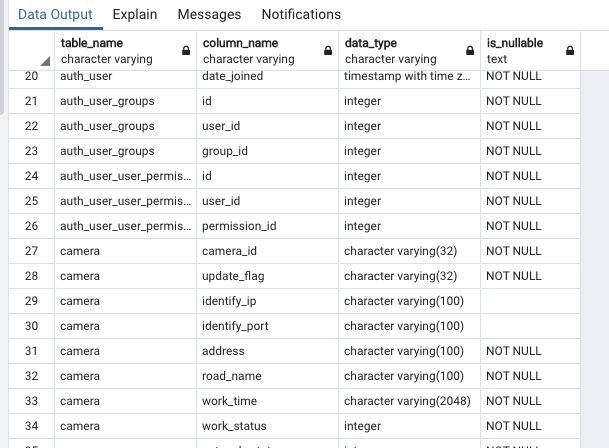 Data Output Explain Messages Notifications
table_name column_name data_type is_nullable
character varying character varying character varying text
20 auth_user date_joined timestamp with time z... NOT NULL
21 auth_user_groups id integer NOT NULL
22 auth_user_groups user_id integer NOT NULL
23 auth_user_groups group_id integer NOT NULL
24 auth_user_user_permis... id integer NOT NULL
25 auth_user_user_permis... user_id integer NOT NULL
26 auth_user_user_permis... permission_id integer NOT NULL
27 camera camera_id character varying(32) NOT NULL
28 camera update_flag character varying(32) NOT NULL
29 camera identify_ip character varying(100)
30 camera identify_port character varying(100)
31 camera address character varying(100) NOT NULL
32 camera road_name character varying(100) NOT NULL
33 camera work_time character varying(2048) NOT NULL
34 camera work_status integer NOT NULL